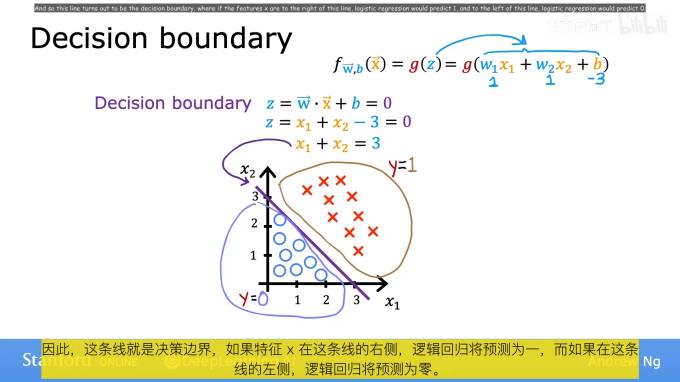 And so this line turns out to be the decision boundary, where if the features x are to the right of this line, logistic regression would predict 1, and to the left of this line, logistic regression would predict 0.
bilibili
Decision boundary
f w⃗,b(x⃗) = g(z) = g(w₁x₁ + w₂x₂ + b)
1 1 -3
Decision boundary z = w⃗ · x⃗ + b = 0
z = x₁ + x₂ − 3 = 0
x₁ + x₂ = 3
x₂
y=1
3
2
1
y=0 1 2 3 x₁
因此，这条线就是决策边界，如果特征 x 在这条线的右侧，逻辑回归将预测为一，而如果在这条
线的左侧，逻辑回归将预测为零。
Stanford ONLINE Andrew Ng